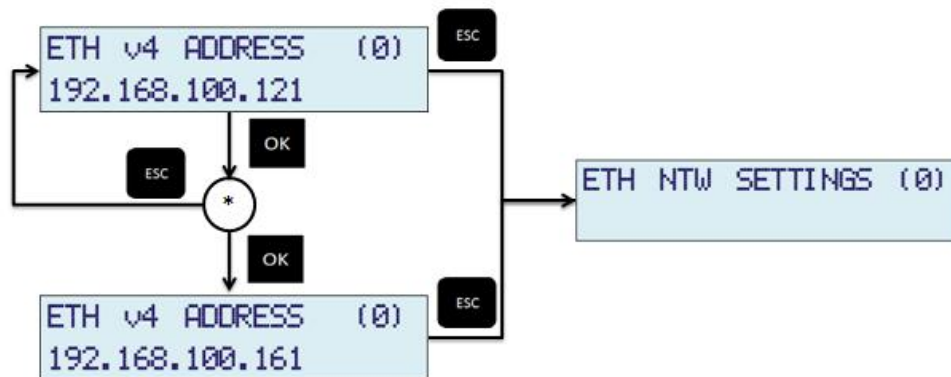 ESC
ETH v4 ADDRESS (0)
192.168.100.121
OK
ESC
*
ETH NTW SETTINGS (0)
OK
ESC
ETH v4 ADDRESS (0)
192.168.100.161